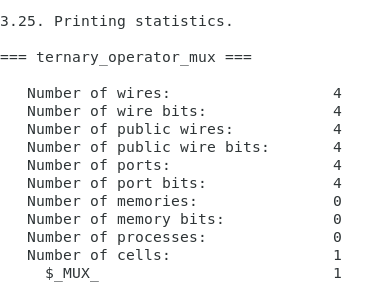 3.25. Printing statistics.
=== ternary_operator_mux ===
Number of wires: 4
Number of wire bits: 4
Number of public wires: 4
Number of public wire bits: 4
Number of ports: 4
Number of port bits: 4
Number of memories: 0
Number of memory bits: 0
Number of processes: 0
Number of cells: 1
$_MUX_ 1